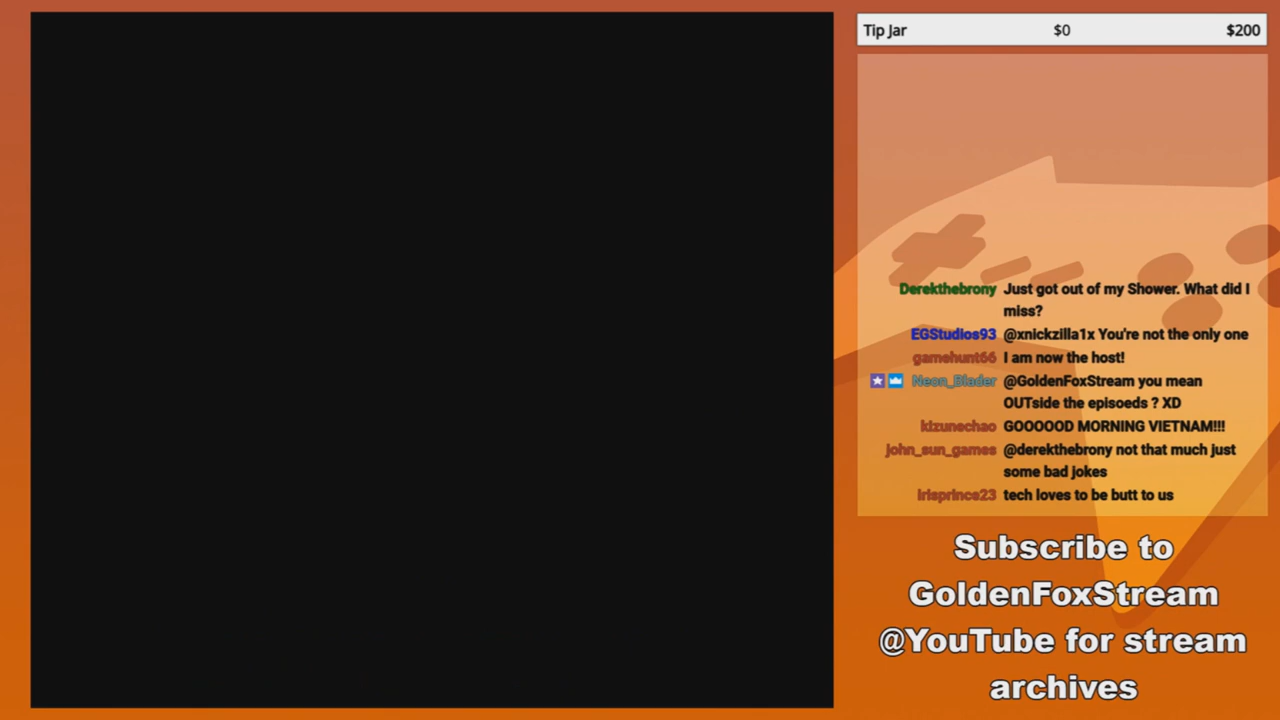 Tip Jar $0 $200
Derekthebrony Just got out of my Shower. What did I
miss?
EGStudios93 @xnickzilla1x You're not the only one
gamehunt66 I am now the host!
Neon_Blader @GoldenFoxStream you mean
OUTside the episoeds ? XD
kizunechao GOOOOOD MORNING VIETNAM!!!
john_sun_games @derekthebrony not that much just
some bad jokes
irisprince23 tech loves to be butt to us
Subscribe to
GoldenFoxStream
@YouTube for stream
archives